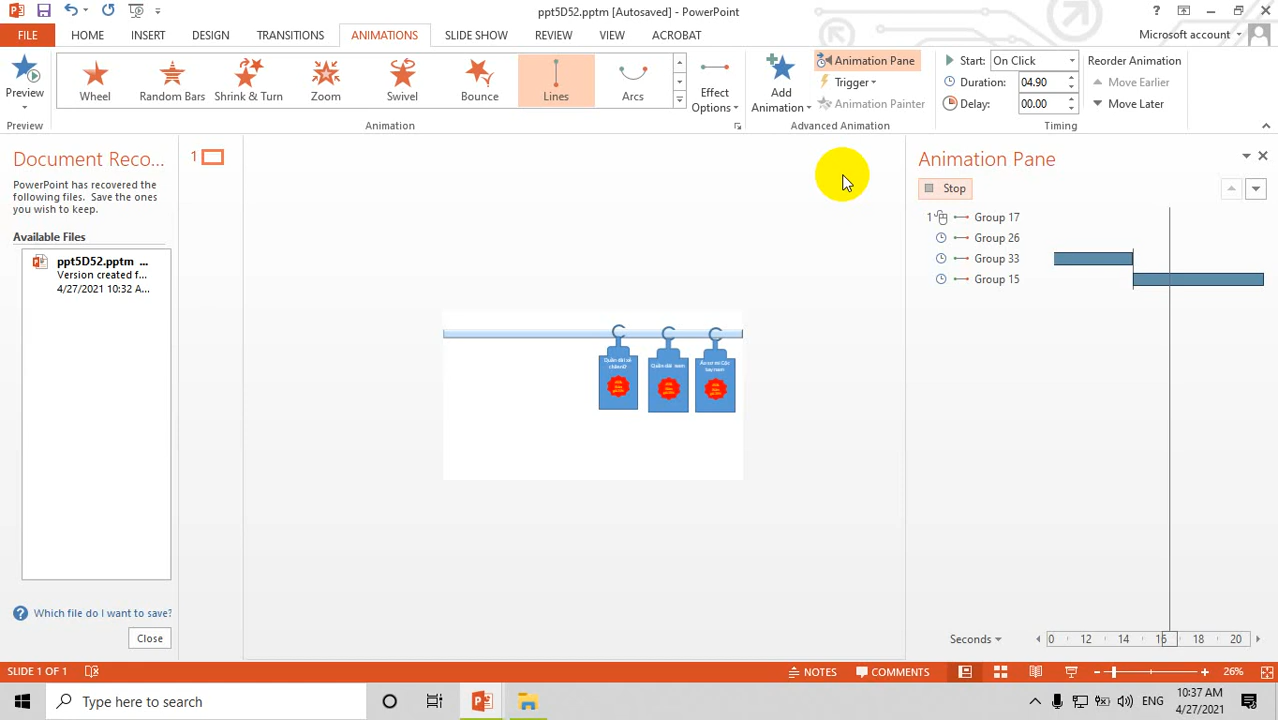 ppt5D52.pptm [Autosaved] - PowerPoint
?
FILE
HOME
INSERT
DESIGN
TRANSITIONS
ANIMATIONS
SLIDE SHOW
REVIEW
VIEW
ACROBAT
Microsoft account
Preview
Wheel
Random Bars
Shrink & Turn
Zoom
Swivel
Bounce
Lines
Arcs
Effect
Options
Add
Animation
Animation Pane
Trigger
Animation Painter
Start: On Click
Duration: 04.90
Delay: 00.00
Reorder Animation
Move Earlier
Move Later
Preview
Animation
Advanced Animation
Timing
Document Reco...
PowerPoint has recovered the
following files. Save the ones
you wish to keep.
Available Files
ppt5D52.pptm ...
Version created f...
4/27/2021 10:32 A...
Which file do I want to save?
Close
1
Quần dài nam
Animation Pane
Stop
1 Group 17
Group 26
Group 33
Group 15
Seconds
0 12 14 16 18 20
SLIDE 1 OF 1
NOTES
COMMENTS
26%
Type here to search
ENG
10:37 AM
4/27/2021